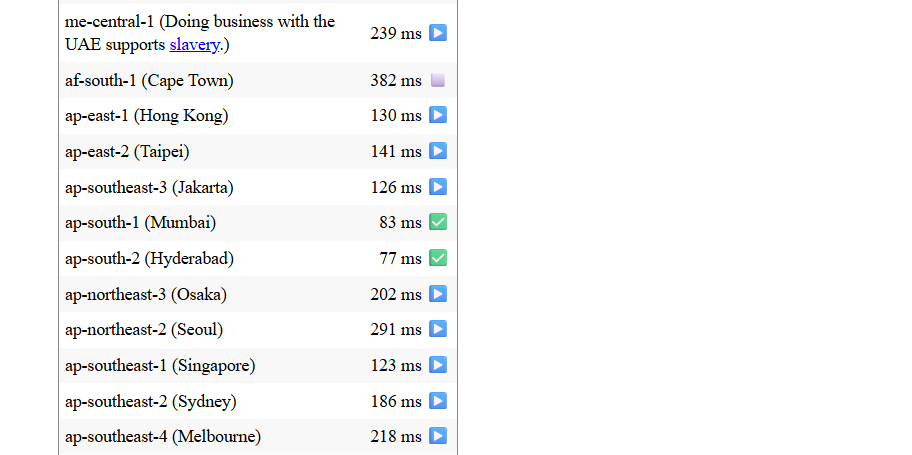 me-central-1 (Doing business with the
UAE supports slavery.) 239 ms
af-south-1 (Cape Town) 382 ms
ap-east-1 (Hong Kong) 130 ms
ap-east-2 (Taipei) 141 ms
ap-southeast-3 (Jakarta) 126 ms
ap-south-1 (Mumbai) 83 ms
ap-south-2 (Hyderabad) 77 ms
ap-northeast-3 (Osaka) 202 ms
ap-northeast-2 (Seoul) 291 ms
ap-southeast-1 (Singapore) 123 ms
ap-southeast-2 (Sydney) 186 ms
ap-southeast-4 (Melbourne) 218 ms